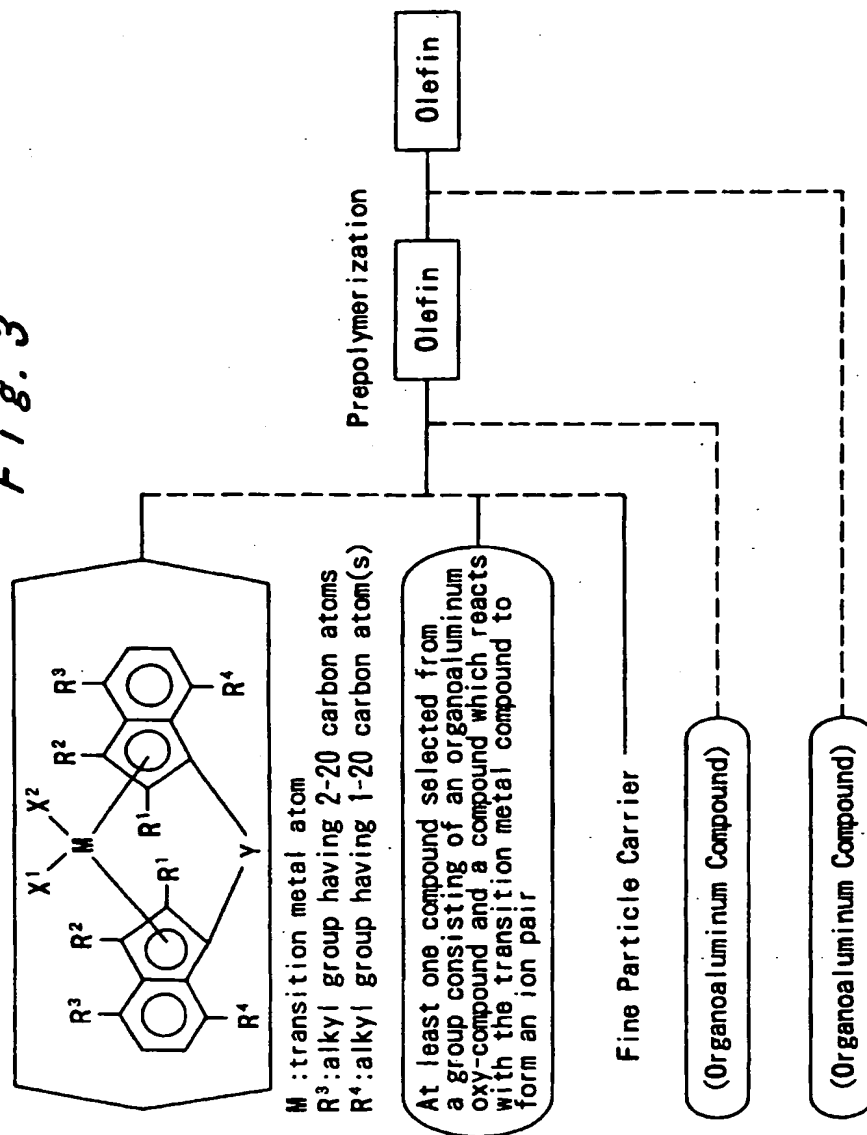 Fig. 3
X¹ X²
M
R² R²
R³ R³
R¹ R¹
R⁴ R⁴
Y
M :transition metal atom
R³:alkyl group having 2-20 carbon atoms
R⁴:alkyl group having 1-20 carbon atom(s)
At least one compound selected from
a group consisting of an organoaluminum
oxy-compound and a compound which reacts
with the transition metal compound to
form an ion pair
Fine Particle Carrier
(Organoaluminum Compound)
(Organoaluminum Compound)
Prepolymerization
Olefin
Olefin